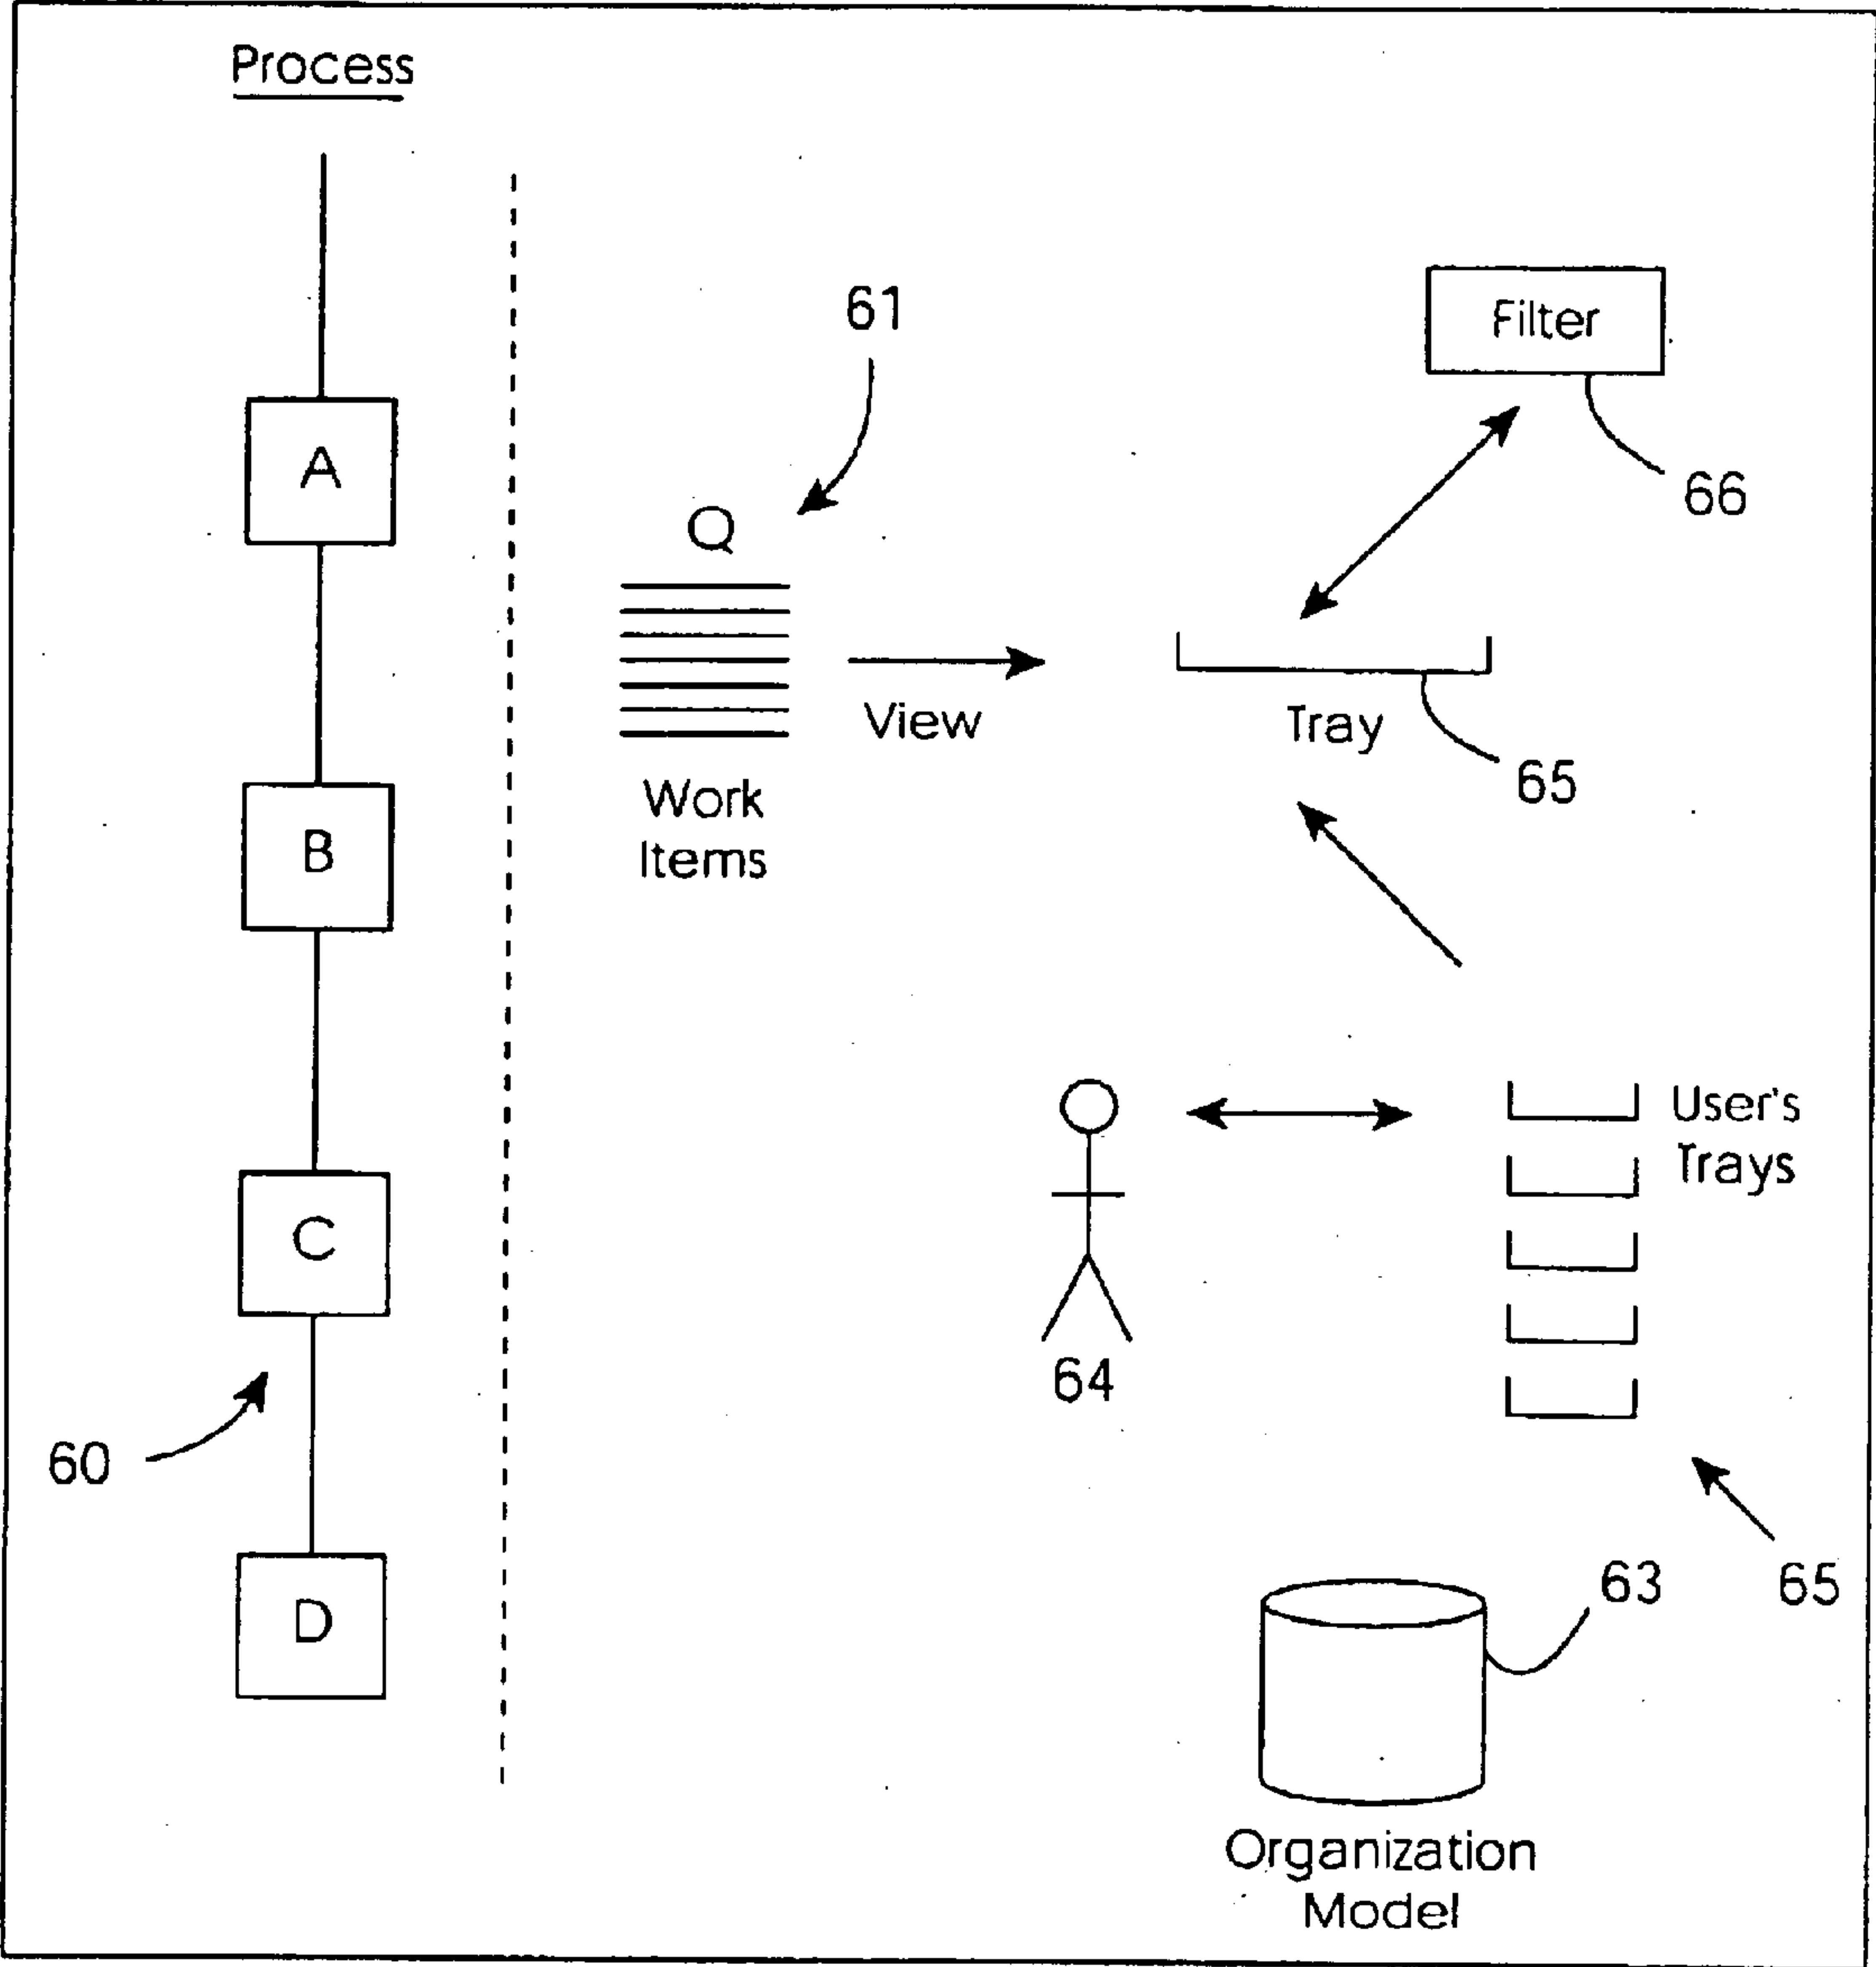 Process
A
B
C
D
60
61
Q
Work
Items
View
Filter
66
Tray
65
64
User's
Trays
65
63
Organization
Model